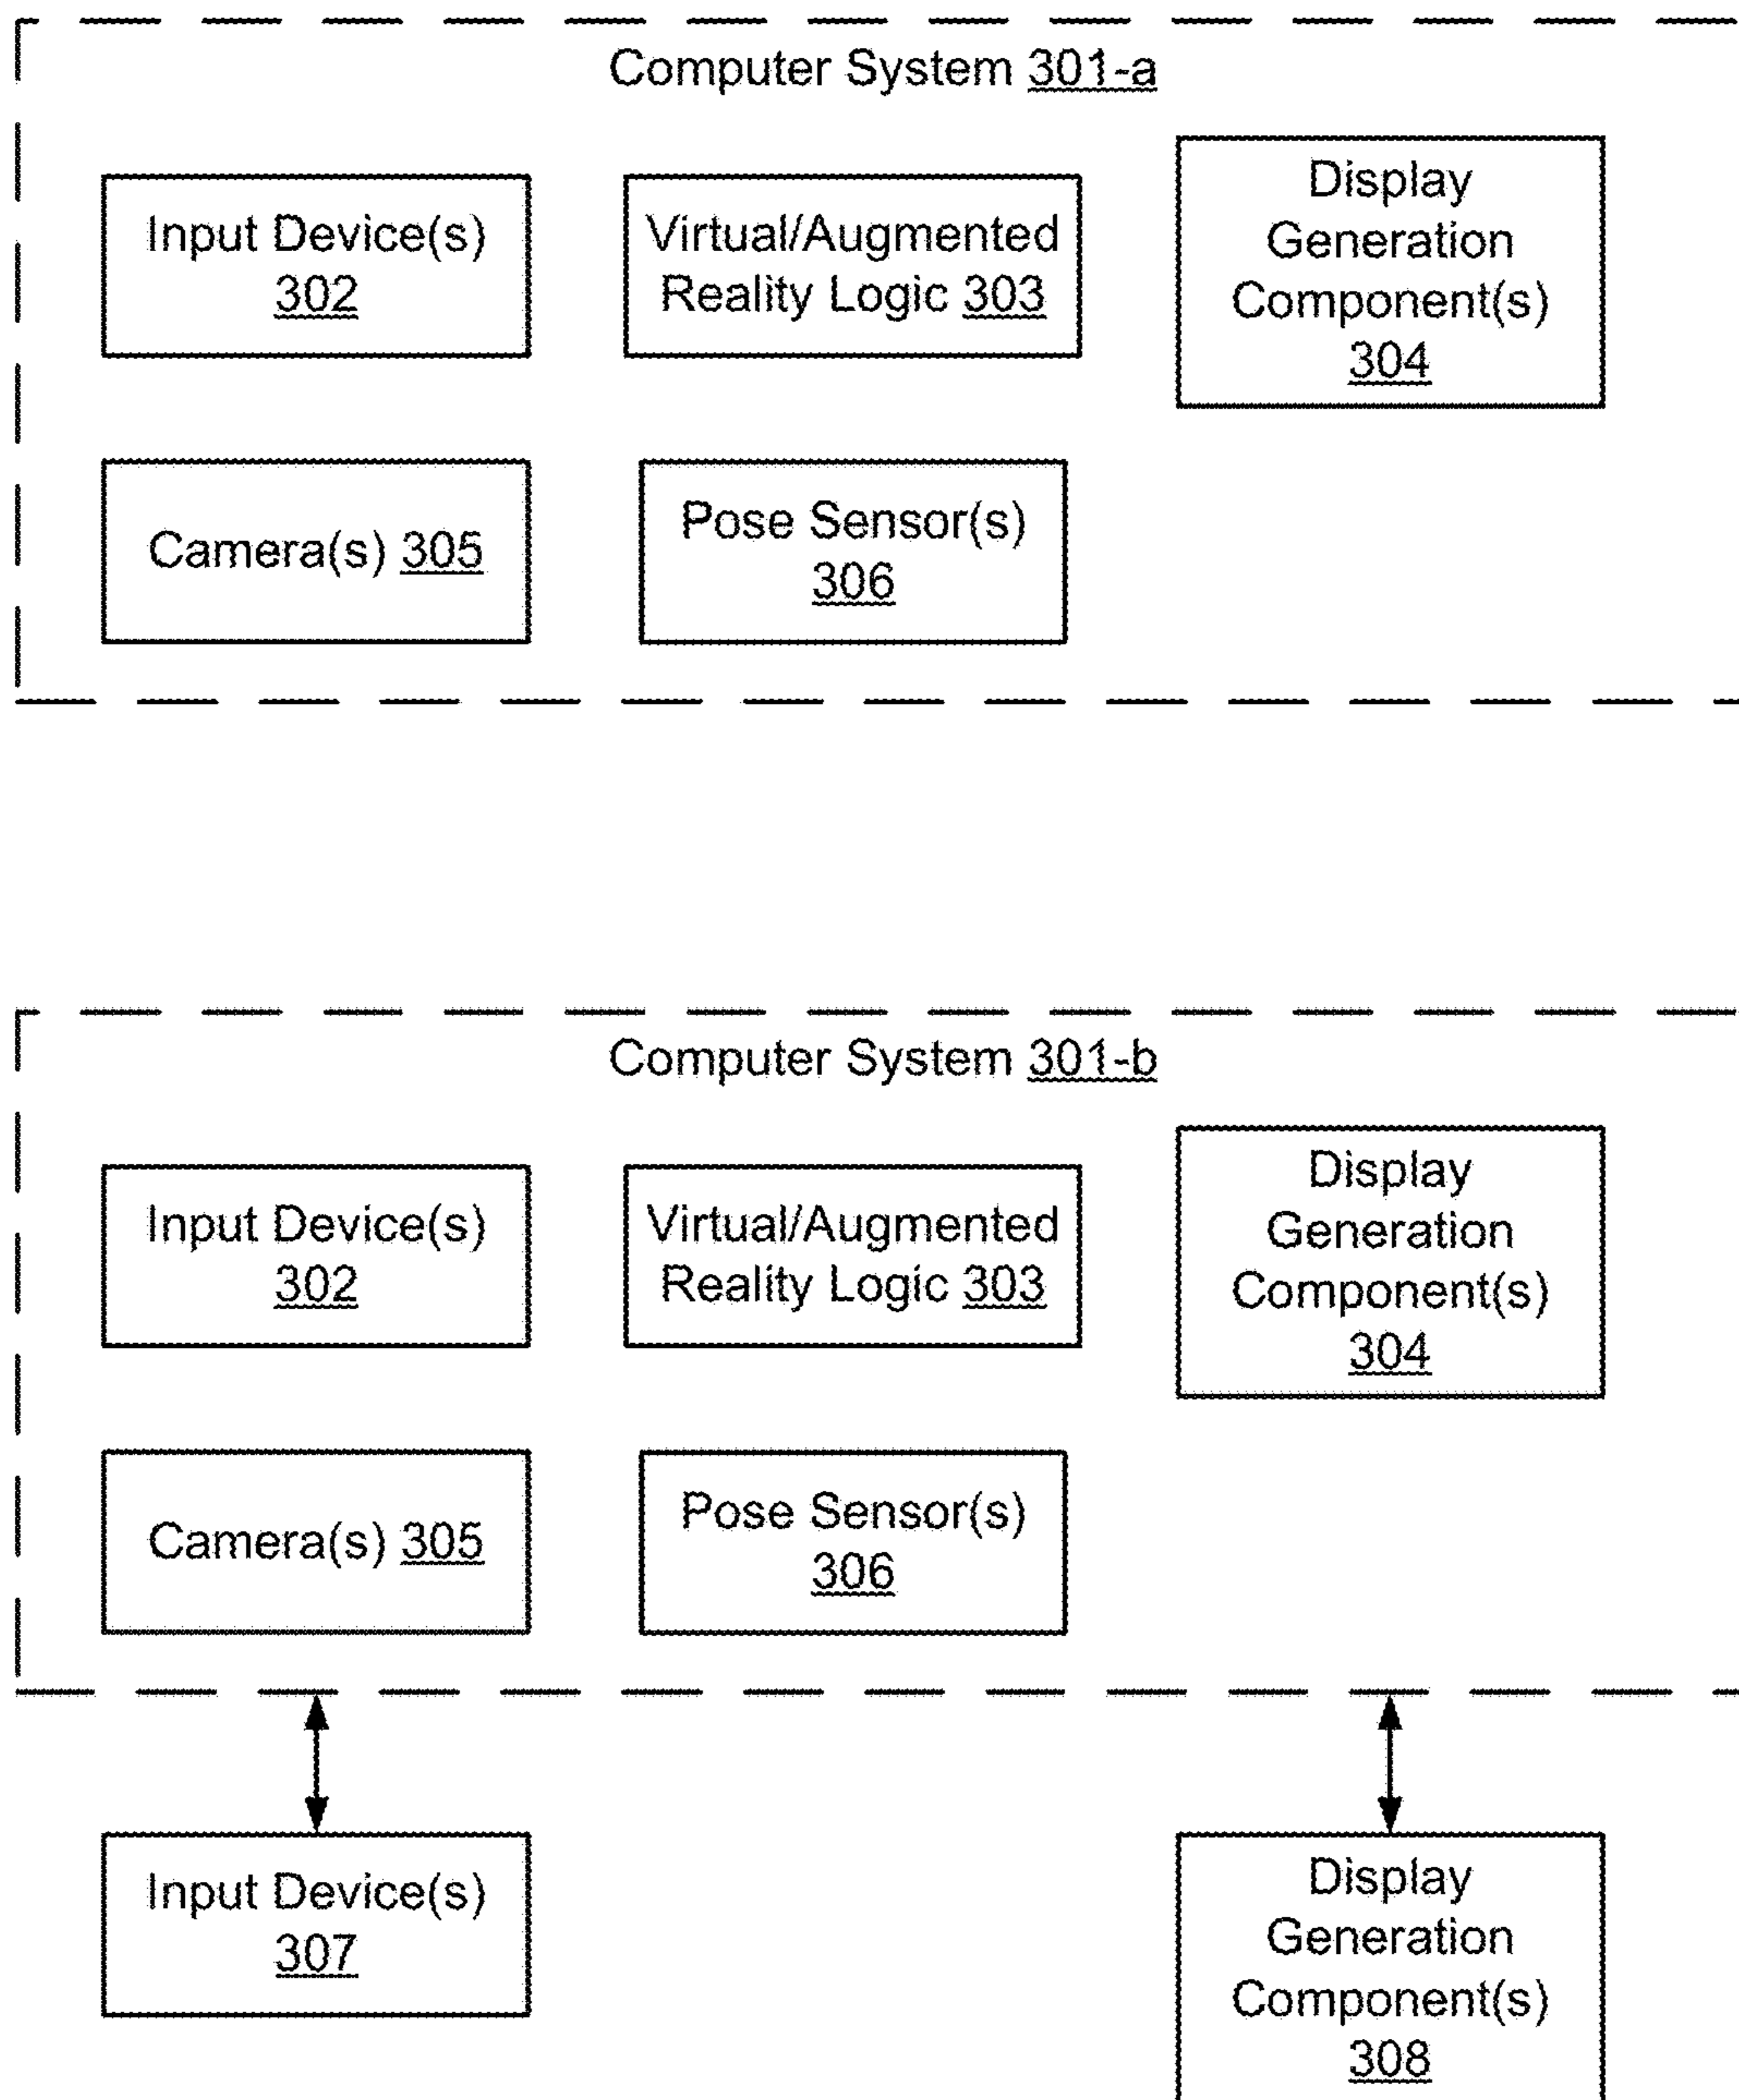 Computer System 301-a
Input Device(s)
302
Virtual/Augmented
Reality Logic 303
Display
Generation
Component(s)
304
Camera(s) 305
Pose Sensor(s)
306
Computer System 301-b
Input Device(s)
302
Virtual/Augmented
Reality Logic 303
Display
Generation
Component(s)
304
Camera(s) 305
Pose Sensor(s)
306
Input Device(s)
307
Display
Generation
Component(s)
308